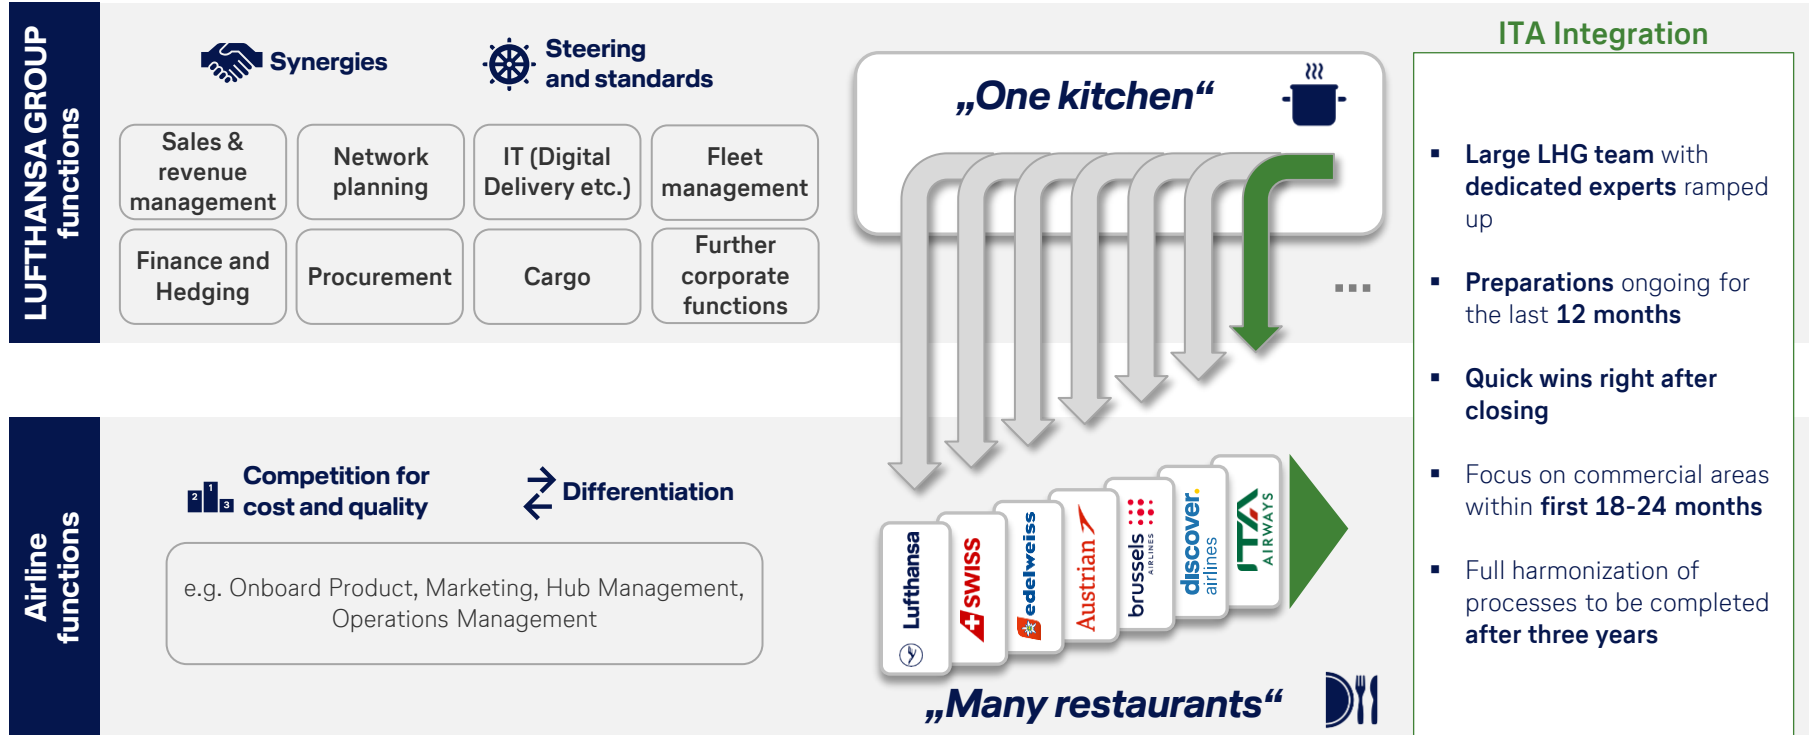 LUFTHANSA GROUP
functions
Synergies
Steering
and standards
Sales &
revenue
management
Network
planning
IT (Digital
Delivery etc.)
Fleet
management
Finance and
Hedging
Procurement
Cargo
Further
corporate
functions
„One kitchen“
...
Airline
functions
2 1 3
Competition for
cost and quality
Differentiation
e.g. Onboard Product, Marketing, Hub Management,
Operations Management
Lufthansa
SWISS
edelweiss
Austrian
brussels
AIRLINES
discover.
airlines
ITA
AIRWAYS
„Many restaurants“
ITA Integration
▪ Large LHG team with
dedicated experts ramped
up
▪ Preparations ongoing for
the last 12 months
▪ Quick wins right after
closing
▪ Focus on commercial areas
within first 18-24 months
▪ Full harmonization of
processes to be completed
after three years